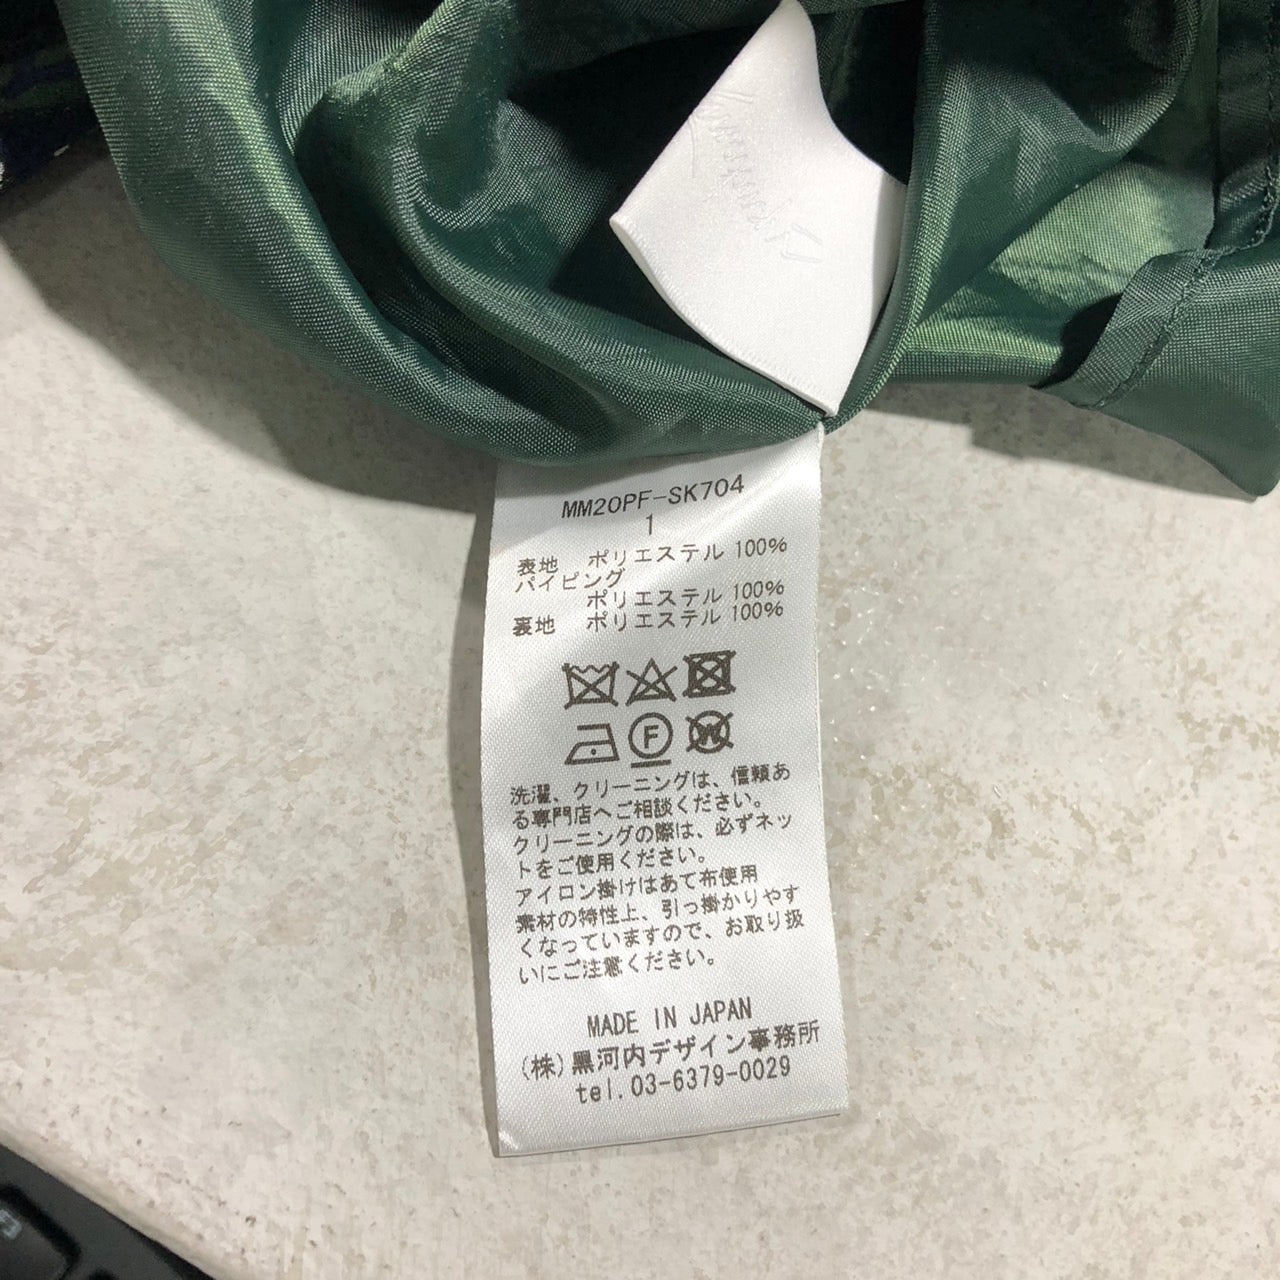 MM20PF-SK704
1
表地 ポリエステル 100%
パイピング
ポリエステル 100%
裏地 ポリエステル 100%
F
W
洗濯、クリーニングは、信頼あ
る専門店へご相談ください。
クリーニングの際は、必ずネッ
トをご使用ください。
アイロン掛けはあて布使用
素材の特性上、引っ掛かりやす
くなっていますので、お取り扱
いにご注意ください。
MADE IN JAPAN
(株)黒河内デザイン事務所
tel.03-6379-0029